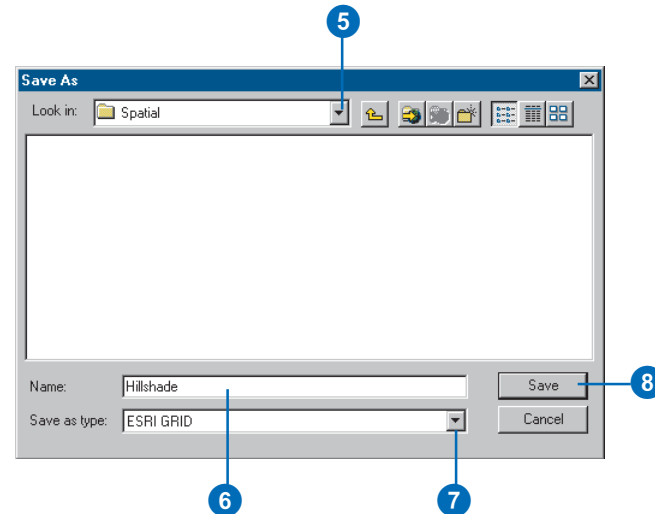 5
Save As
Look in: Spatial
Name: Hillshade
Save
8
Save as type: ESRI GRID
Cancel
6
7